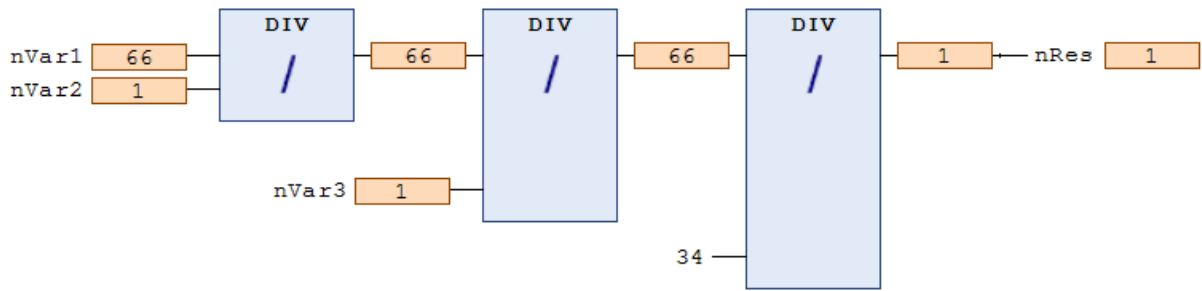 DIV DIV DIV
nVar1 66 / 66 / 66 / 1 nRes 1
nVar2 1
nVar3 1
34